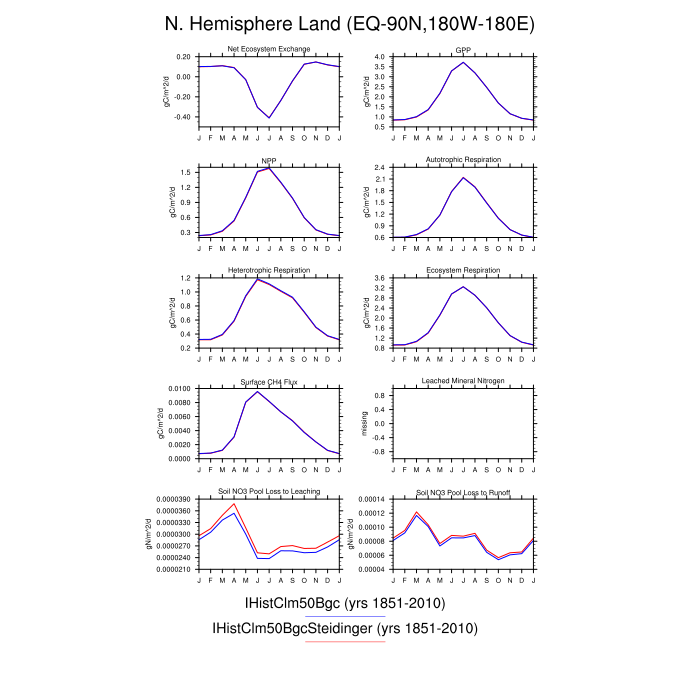 N. Hemisphere Land (EQ-90N,180W-180E)
Net Ecosystem Exchange
gC/m^2/d
0.20
0.00
-0.20
-0.40
J F M A M J J A S O N D J
GPP
gC/m^2/d
4.0
3.5
3.0
2.5
2.0
1.5
1.0
0.5
J F M A M J J A S O N D J
NPP
gC/m^2/d
1.5
1.2
0.9
0.6
0.3
J F M A M J J A S O N D J
Autotrophic Respiration
gC/m^2/d
2.4
2.1
1.8
1.5
1.2
0.9
0.6
J F M A M J J A S O N D J
Heterotrophic Respiration
gC/m^2/d
1.2
1.0
0.8
0.6
0.4
0.2
J F M A M J J A S O N D J
Ecosystem Respiration
gC/m^2/d
3.6
3.2
2.8
2.4
2.0
1.6
1.2
0.8
J F M A M J J A S O N D J
Surface CH4 Flux
gC/m^2/d
0.0100
0.0080
0.0060
0.0040
0.0020
0.0000
J F M A M J J A S O N D J
Leached Mineral Nitrogen
missing
0.8
0.4
0.0
-0.4
-0.8
J F M A M J J A S O N D J
Soil NO3 Pool Loss to Leaching
gN/m^2/d
0.0000390
0.0000360
0.0000330
0.0000300
0.0000270
0.0000240
0.0000210
J F M A M J J A S O N D J
Soil NO3 Pool Loss to Runoff
gN/m^2/d
0.00014
0.00012
0.00010
0.00008
0.00006
0.00004
J F M A M J J A S O N D J
IHistClm50Bgc (yrs 1851-2010)
IHistClm50BgcSteidinger (yrs 1851-2010)